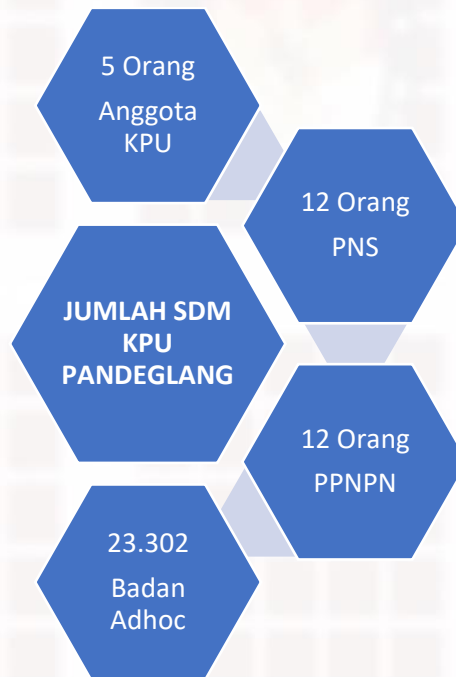 5 Orang
Anggota
KPU
12 Orang
PNS
JUMLAH SDM
KPU
PANDEGLANG
12 Orang
PPNPN
23.302
Badan
Adhoc